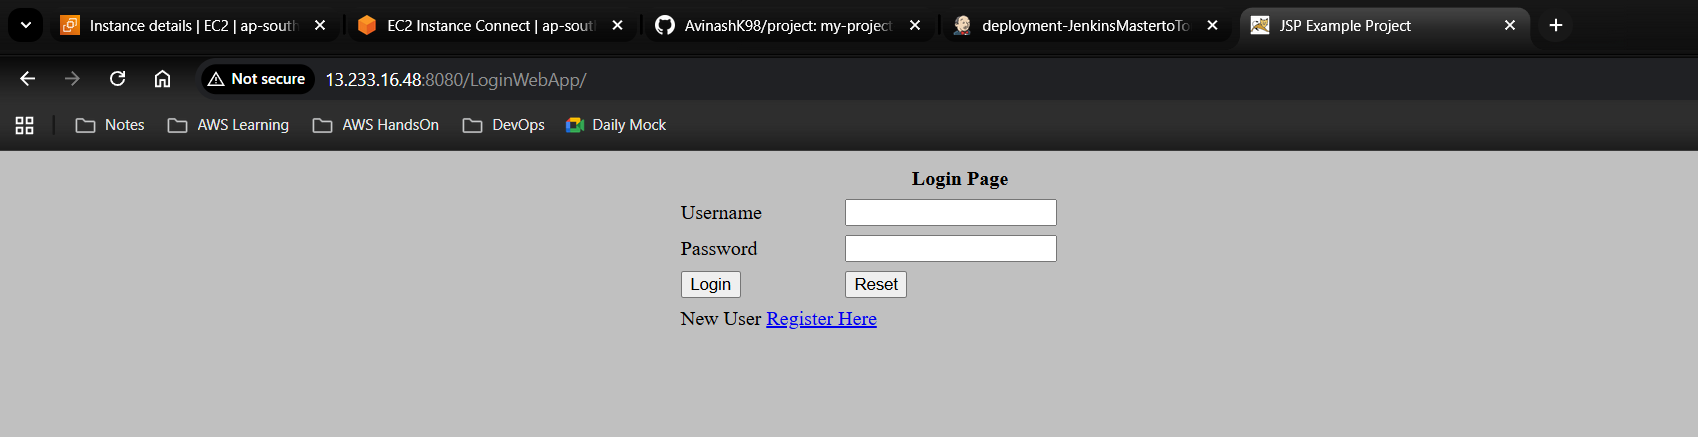 Instance details | EC2 | ap-south
EC2 Instance Connect | ap-sout
AvinashK98/project: my-project
deployment-JenkinsMastertoTo
JSP Example Project
Not secure 13.233.16.48:8080/LoginWebApp/
Notes AWS Learning AWS HandsOn DevOps Daily Mock
Login Page
Username
Password
Login Reset
New User Register Here